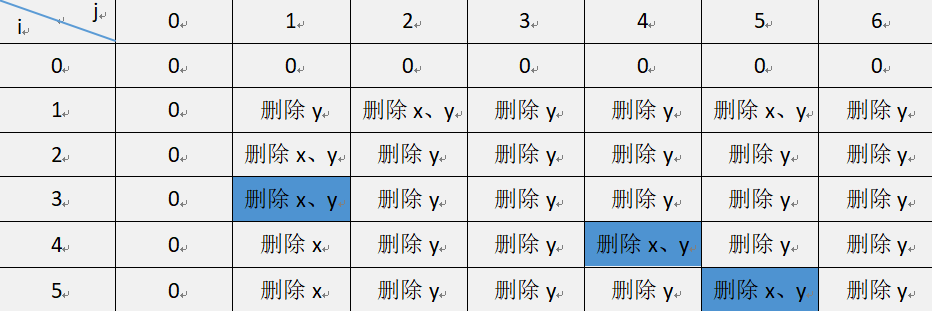 i j 0 1 2 3 4 5 6
0 0 0 0 0 0 0 0
1 0 删除 y 删除 x、y 删除 y 删除 y 删除 x、y 删除 y
2 0 删除 x、y 删除 y 删除 y 删除 y 删除 y 删除 y
3 0 删除 x、y 删除 y 删除 y 删除 y 删除 y 删除 y
4 0 删除 x 删除 y 删除 y 删除 x、y 删除 y 删除 y
5 0 删除 x 删除 y 删除 y 删除 y 删除 x、y 删除 y